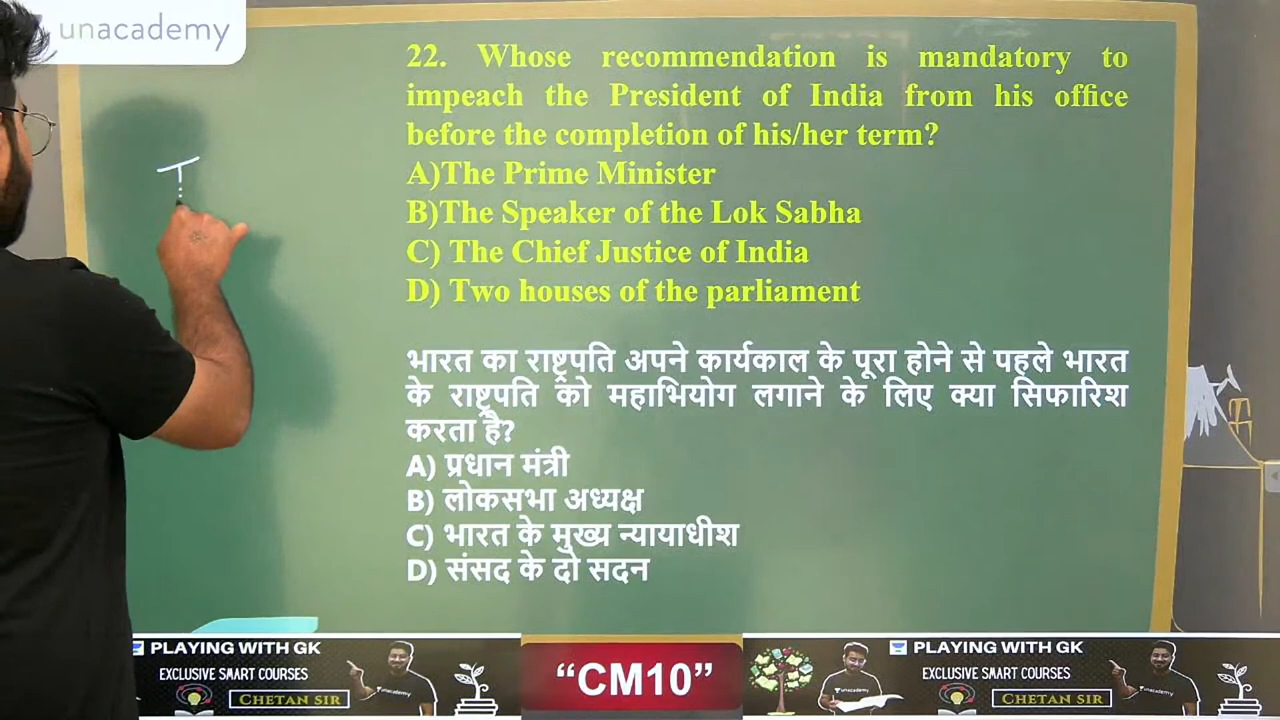 unacademy
22. Whose recommendation is mandatory to
impeach the President of India from his office
before the completion of his/her term?
A)The Prime Minister
B)The Speaker of the Lok Sabha
C) The Chief Justice of India
D) Two houses of the parliament
भारत का राष्ट्रपति अपने कार्यकाल के पूरा होने से पहले भारत
के राष्ट्रपति को महाभियोग लगाने के लिए क्या सिफारिश
करता है?
A) प्रधान मंत्री
B) लोकसभा अध्यक्ष
C) भारत के मुख्य न्यायाधीश
D) संसद के दो सदन
PLAYING WITH GK
EXCLUSIVE SMART COURSES
CHETAN SIR
unacademy
“CM10”
unacademy
PLAYING WITH GK
EXCLUSIVE SMART COURSES
CHETAN SIR
unacademy